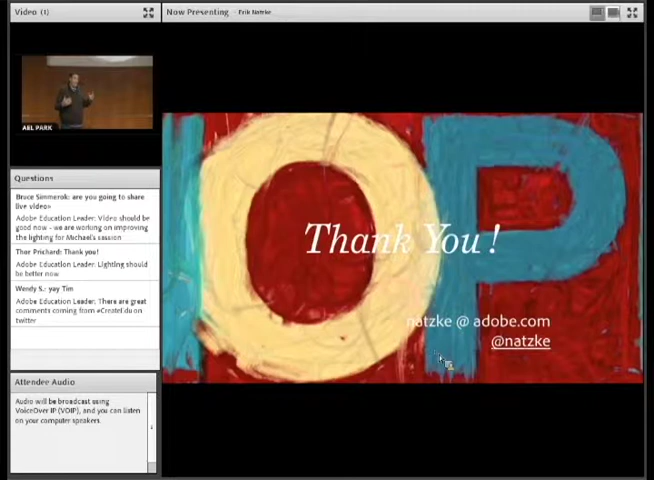 Video (1)
Now Presenting - Erik Natzke
AEL PARK
Questions
Bruce Simmerok: are you going to share
live video»
Adobe Education Leader: Video should be
good now - we are working on improving
the lighting for Michael's session
Thor Prichard: Thank you!
Adobe Education Leader: Lighting should
be better now
Wendy S.: yay Tim
Adobe Education Leader: There are great
comments coming from #CreateEdu on
twitter
Attendee Audio
Audio will be broadcast using
VoiceOver IP (VOIP), and you can listen
on your computer speakers.
OP
Thank You!
natzke @ adobe.com
@natzke